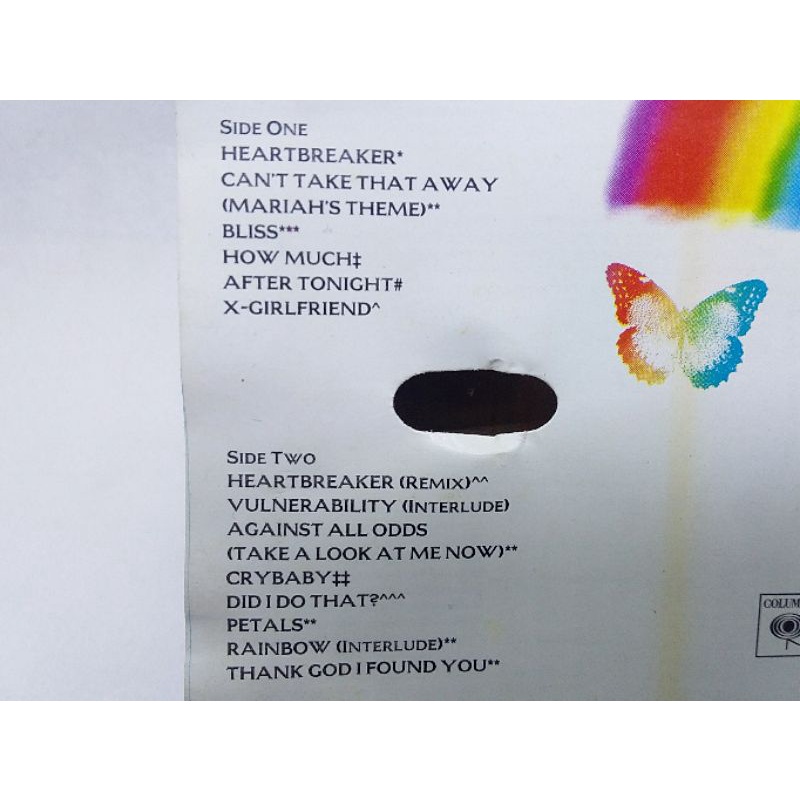 SIDE ONE
HEARTBREAKER*
CAN'T TAKE THAT AWAY
(MARIAH'S THEME)**
BLISS***
HOW MUCH‡
AFTER TONIGHT#
X-GIRLFRIEND^
SIDE TWO
HEARTBREAKER (REMIX)^^
VULNERABILITY (INTERLUDE)
AGAINST ALL ODDS
(TAKE A LOOK AT ME NOW)**
CRYBABY‡‡
DID I DO THAT?^^^
PETALS**
RAINBOW (INTERLUDE)**
THANK GOD I FOUND YOU**